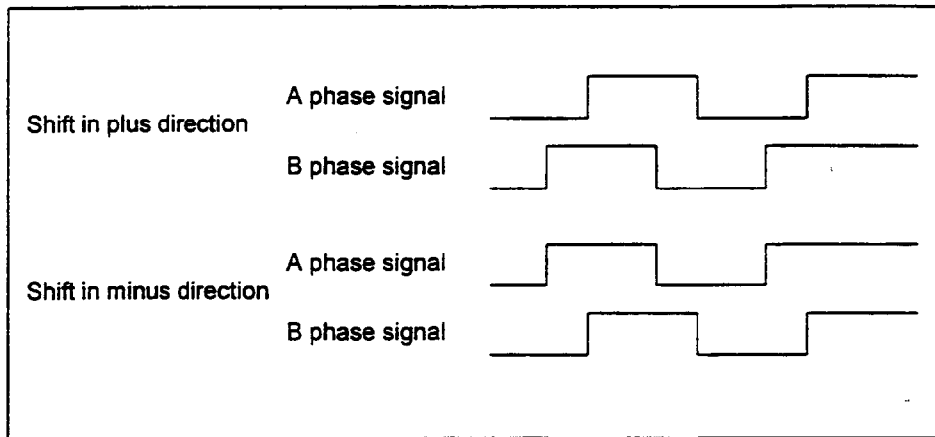 A phase signal
Shift in plus direction
B phase signal
A phase signal
Shift in minus direction
B phase signal